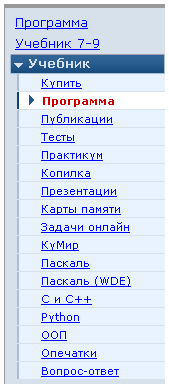 Программа
Учебник 7-9
Учебник
Купить
Программа
Публикации
Тесты
Практикум
Копилка
Презентации
Карты памяти
Задачи онлайн
КуМир
Паскаль
Паскаль (WDE)
С и С++
Python
ООП
Опечатки
Вопрос-ответ